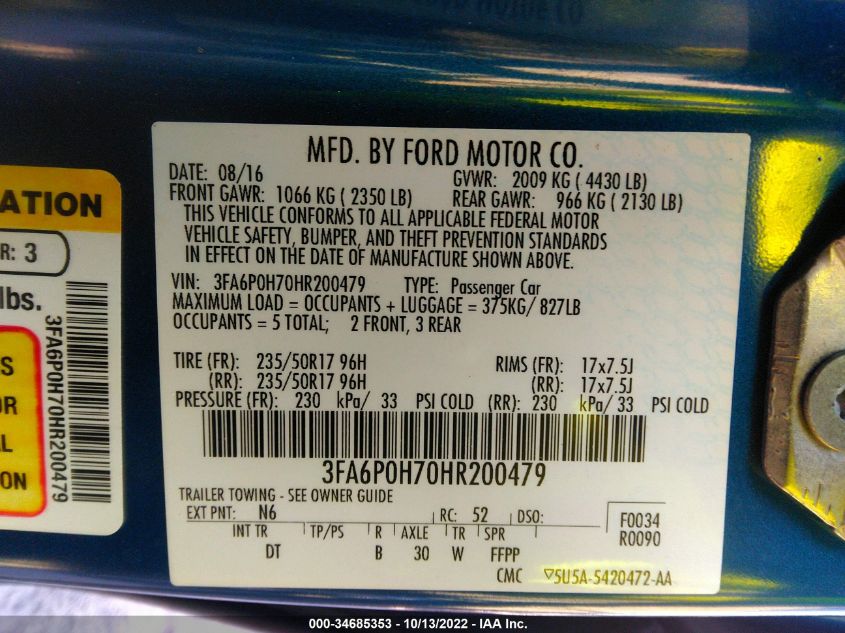 MFD. BY FORD MOTOR CO.
DATE: 08/16 GVWR: 2009 KG ( 4430 LB)
FRONT GAWR: 1066 KG ( 2350 LB) REAR GAWR: 966 KG ( 2130 LB)
THIS VEHICLE CONFORMS TO ALL APPLICABLE FEDERAL MOTOR
VEHICLE SAFETY, BUMPER, AND THEFT PREVENTION STANDARDS
IN EFFECT ON THE DATE OF MANUFACTURE SHOWN ABOVE.
VIN: 3FA6P0H70HR200479 TYPE: Passenger Car
MAXIMUM LOAD = OCCUPANTS + LUGGAGE = 375KG/ 827LB
OCCUPANTS = 5 TOTAL; 2 FRONT, 3 REAR
TIRE (FR): 235/50R17 96H RIMS (FR): 17x7.5J
(RR): 235/50R17 96H (RR): 17x7.5J
PRESSURE (FR): 230 kPa/ 33 PSI COLD (RR): 230 kPa/ 33 PSI COLD
3FA6P0H70HR200479
TRAILER TOWING - SEE OWNER GUIDE
EXT PNT: N6 RC: 52 DSO: F0034
INT TR TP/PS R AXLE TR SPR R0090
DT B 30 W FFPP
CMC 5U5A-5420472-AA
ATION
R: 3
lbs.
S
OR
AL
ON
3FA6P0H70HR200479
000-34685353 | 10/13/2022 - IAA Inc.